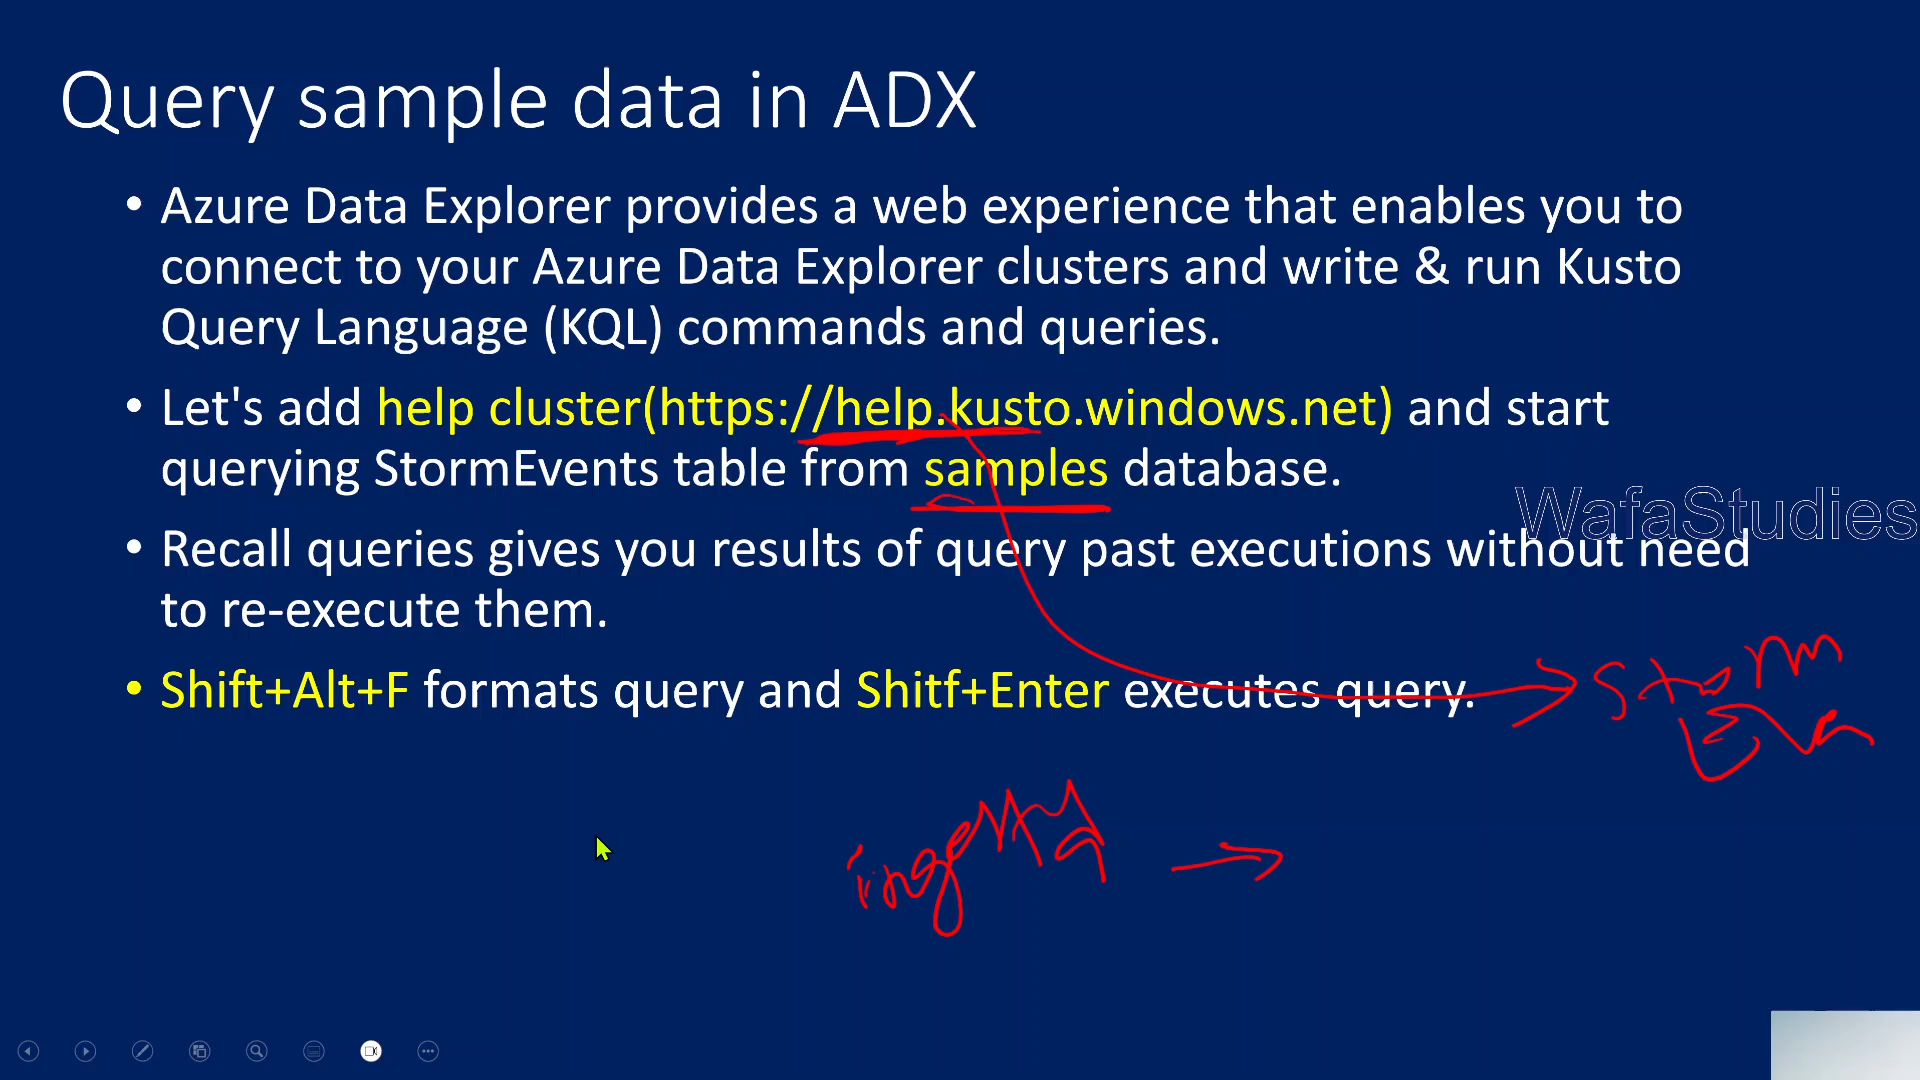 Query sample data in ADX
• Azure Data Explorer provides a web experience that enables you to
connect to your Azure Data Explorer clusters and write & run Kusto
Query Language (KQL) commands and queries.
• Let's add help cluster(https://help.kusto.windows.net) and start
querying StormEvents table from samples database.
WafaStudies
• Recall queries gives you results of query past executions without need
to re-execute them.
• Shift+Alt+F formats query and Shitf+Enter executes query.
Storm